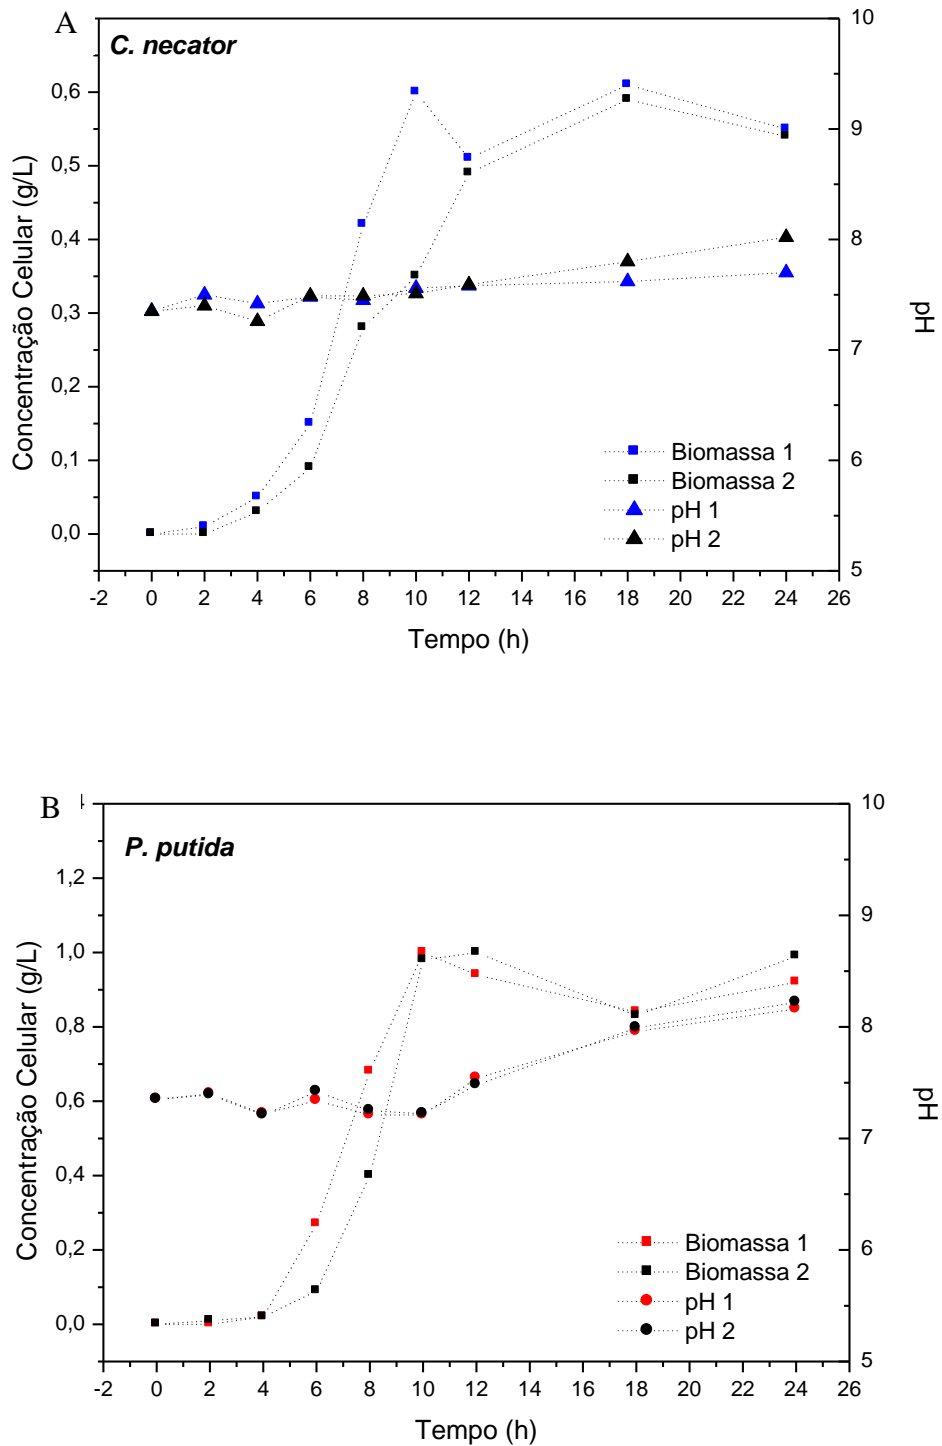 A
C. necator
10
0,6
9
0,5
0,4
8
0,3
7
0,2
0,1
6
0,0
5
Concentração Celular (g/L)
pH
Biomassa 1
Biomassa 2
pH 1
pH 2
-2 0 2 4 6 8 10 12 14 16 18 20 22 24 26
Tempo (h)
B
P. putida
10
1,2
9
1,0
0,8
8
0,6
7
0,4
0,2
6
0,0
5
Concentração Celular (g/L)
pH
Biomassa 1
Biomassa 2
pH 1
pH 2
-2 0 2 4 6 8 10 12 14 16 18 20 22 24 26
Tempo (h)